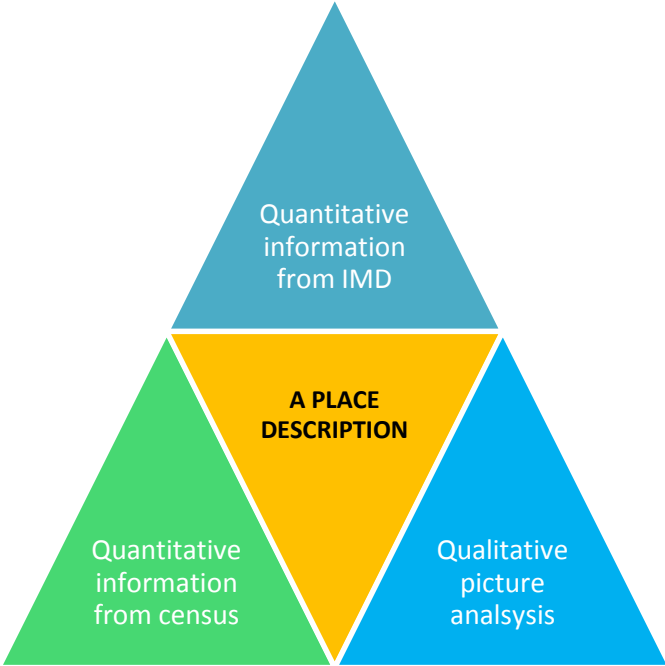 Quantitative
information
from IMD
A PLACE
DESCRIPTION
Quantitative
information
from census
Qualitative
picture
analsysis